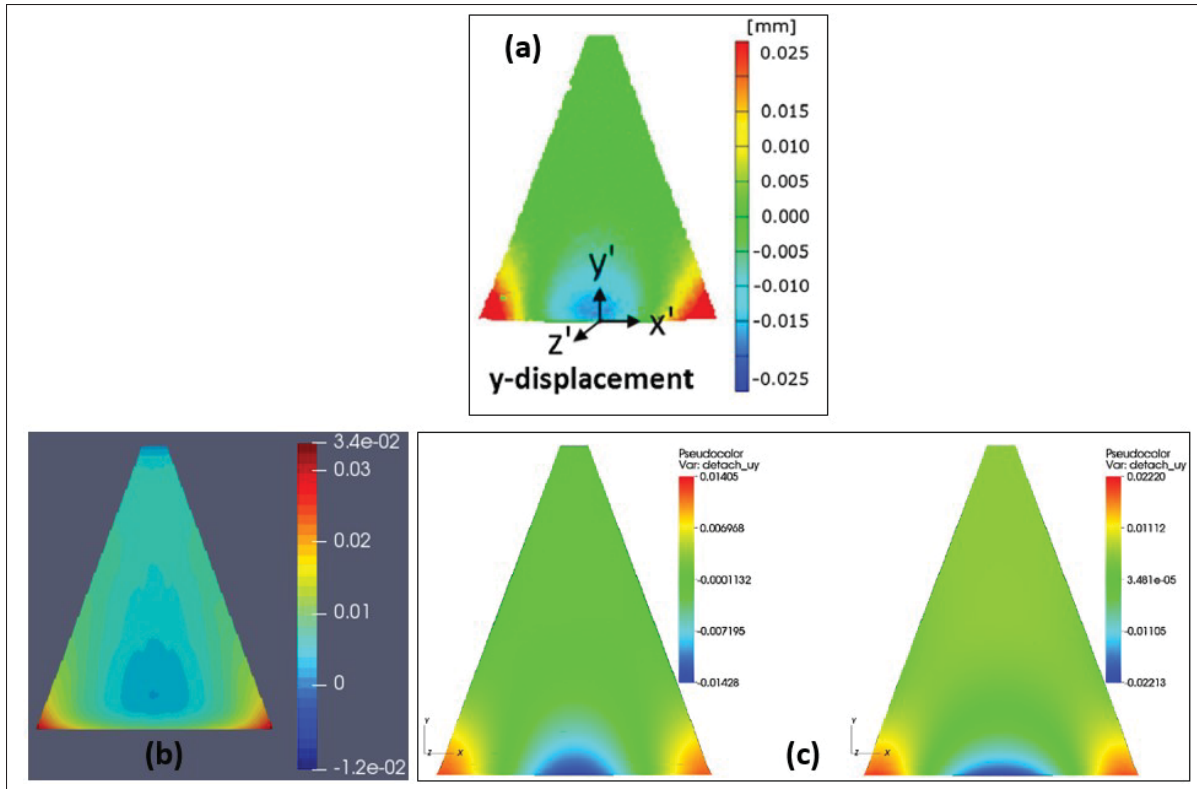 (a)
[mm]
0.025
0.015
0.010
0.005
0.000
-0.005
-0.010
-0.015
-0.025
y'
x'
z'
y-displacement
3.4e-02
0.03
0.02
0.01
0
-1.2e-02
(b)
Pseudocolor
Var: detach_uy
0.01405
0.006968
-0.0001132
-0.007195
-0.01428
Y
Z X
Pseudocolor
Var: detach_uy
0.02220
0.01112
3.481e-05
-0.01105
-0.02213
Y
Z X
(c)